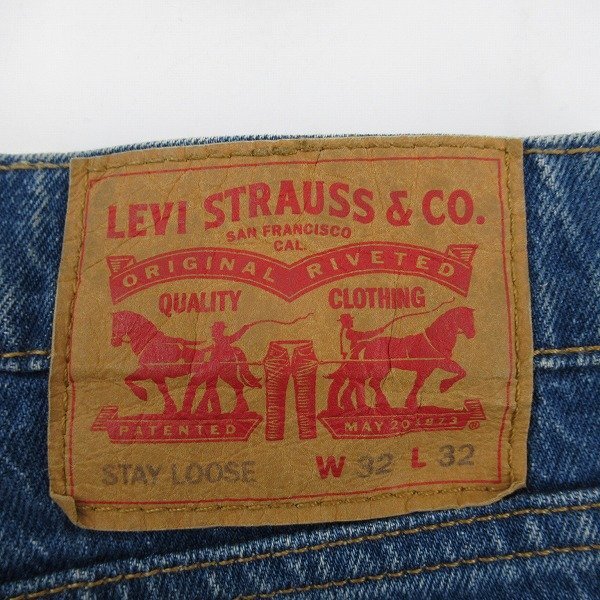 LEVI STRAUSS & CO.
SAN FRANCISCO
CAL.
ORIGINAL RIVETED
QUALITY CLOTHING
PATENTED MAY 20 1873
®
STAY LOOSE W 32 L 32